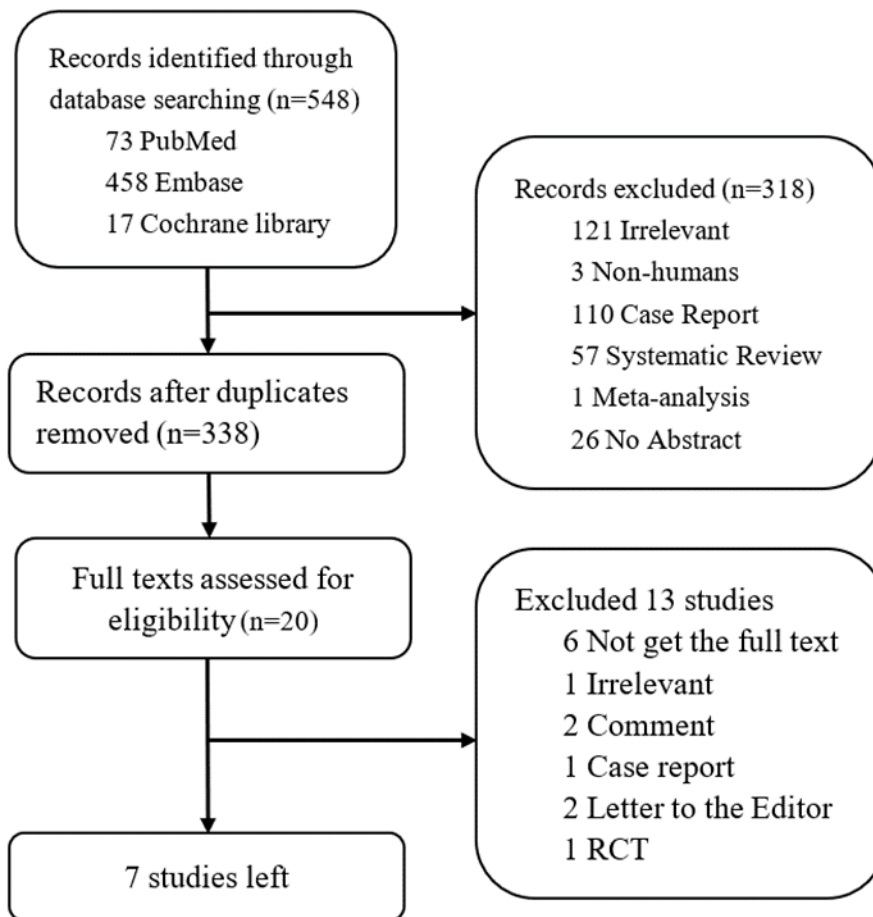 Records identified through
database searching (n=548)
73 PubMed
458 Embase
17 Cochrane library
Records excluded (n=318)
121 Irrelevant
3 Non-humans
110 Case Report
57 Systematic Review
1 Meta-analysis
26 No Abstract
Records after duplicates
removed (n=338)
Full texts assessed for
eligibility (n=20)
Excluded 13 studies
6 Not get the full text
1 Irrelevant
2 Comment
1 Case report
2 Letter to the Editor
1 RCT
7 studies left